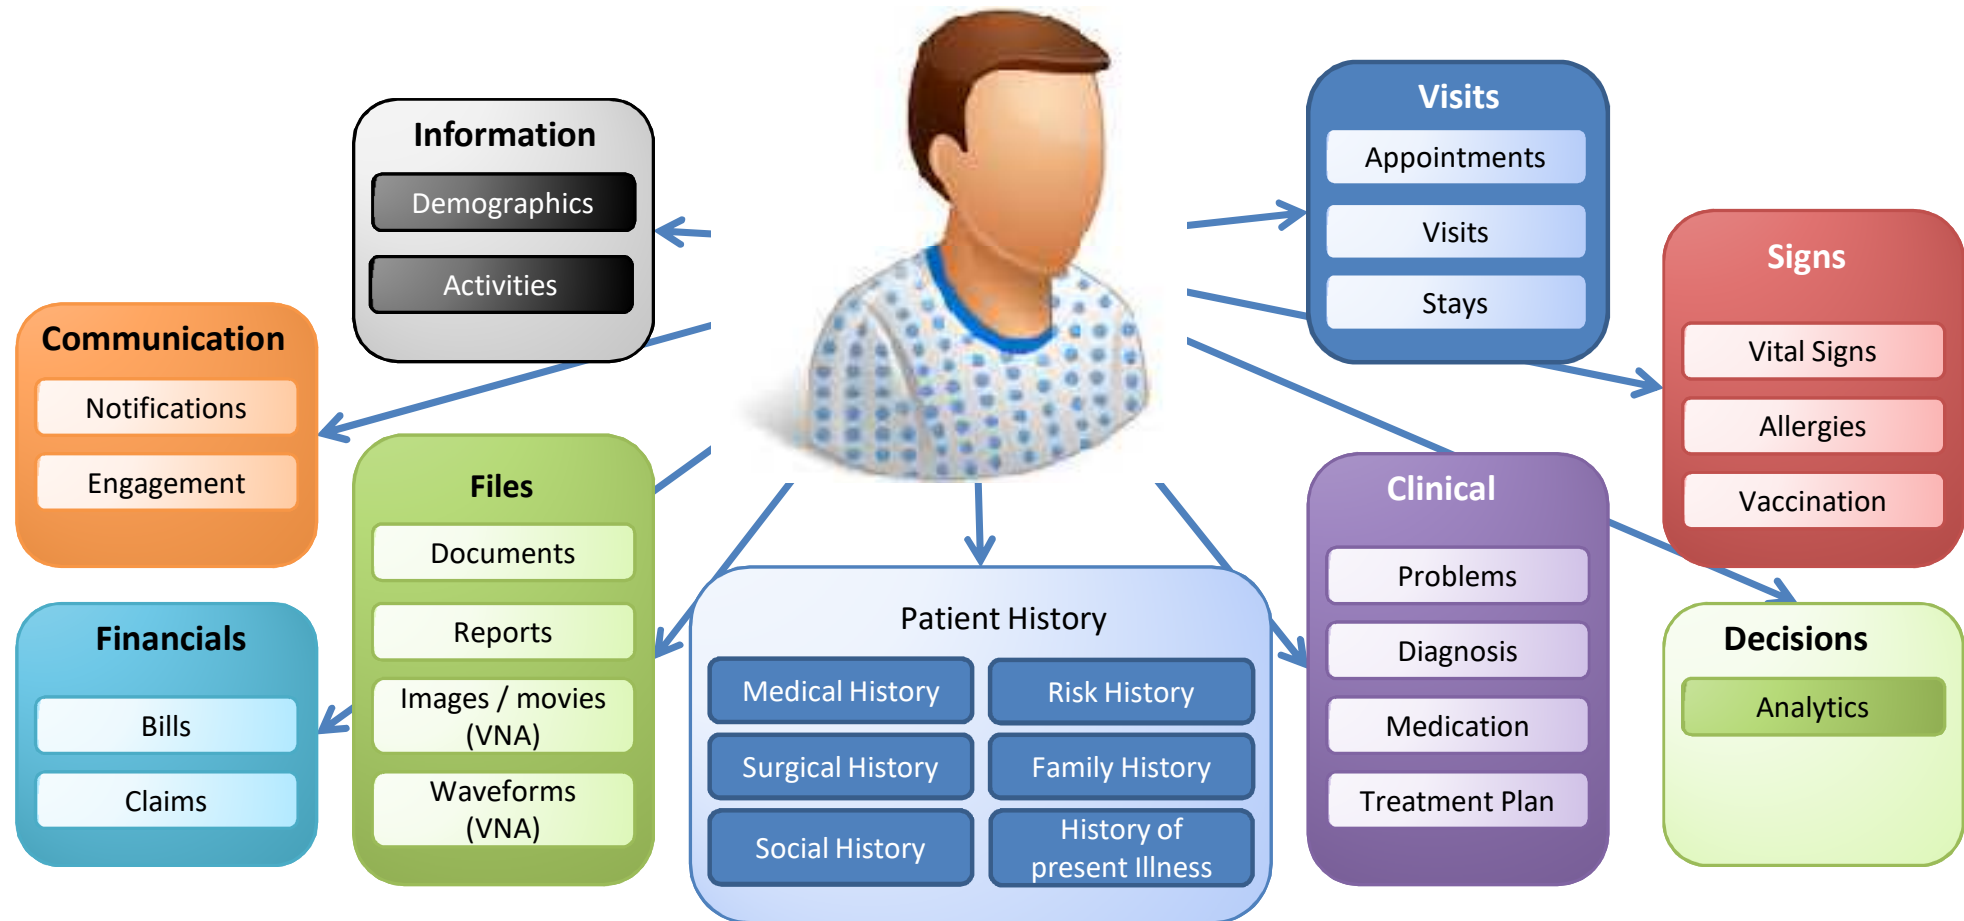 Information
Demographics
Activities
Communication
Notifications
Engagement
Financials
Bills
Claims
Files
Documents
Reports
Images / movies
(VNA)
Waveforms
(VNA)
Patient History
Medical History
Risk History
Surgical History
Family History
Social History
History of
present Illness
Visits
Appointments
Visits
Stays
Clinical
Problems
Diagnosis
Medication
Treatment Plan
Signs
Vital Signs
Allergies
Vaccination
Decisions
Analytics